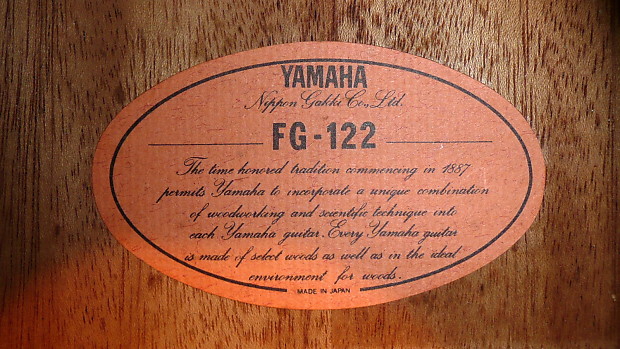 YAMAHA
Nippon Gakki Co., Ltd.
FG-122
The time honored tradition commencing in 1887
permits Yamaha to incorporate a unique combination
of woodworking and scientific technique into
each Yamaha guitar. Every Yamaha guitar
is made of select woods as well as in the ideal
environment for woods.
MADE IN JAPAN